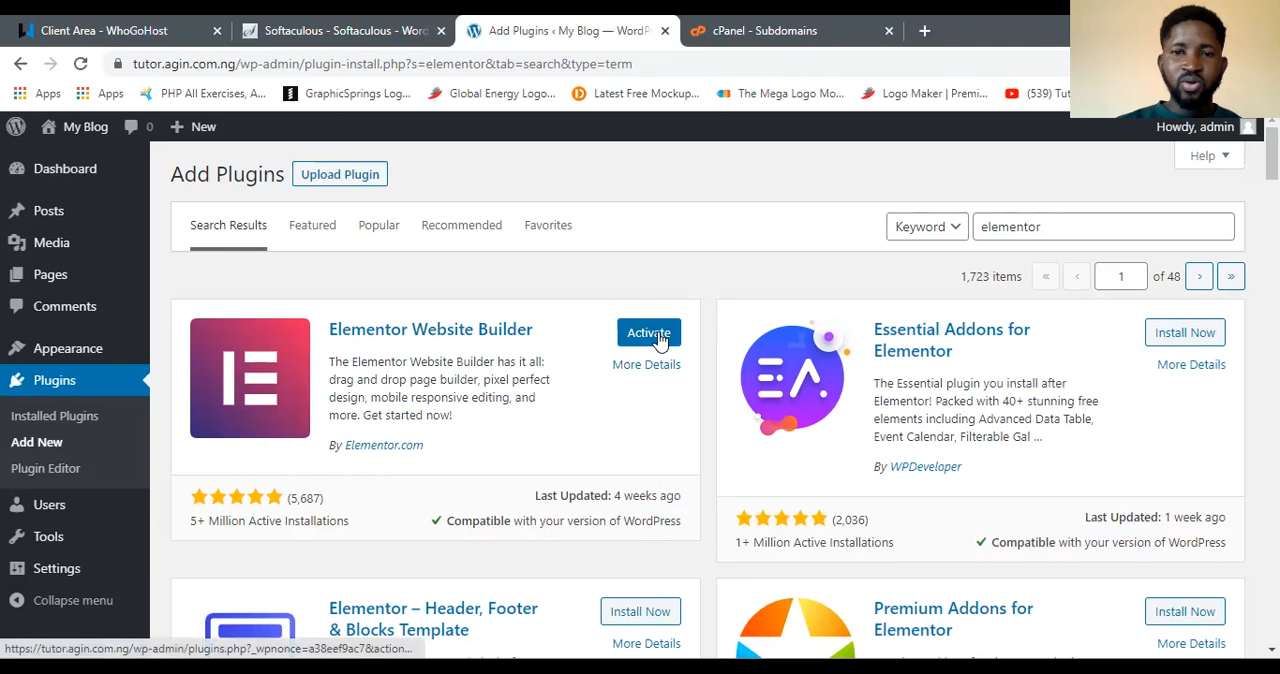 Client Area - WhoGoHost
Softaculous - Softaculous - Word
Add Plugins ‹ My Blog — WordP
cPanel - Subdomains
tutor.agin.com.ng/wp-admin/plugin-install.php?s=elementor&tab=search&type=term
Apps
Apps
PHP All Exercises, A...
GraphicSprings Log...
Global Energy Logo...
Latest Free Mockup...
The Mega Logo Mo...
Logo Maker | Premi...
(539) Tut
My Blog
0
New
Howdy, admin
Dashboard
Posts
Media
Pages
Comments
Appearance
Plugins
Installed Plugins
Add New
Plugin Editor
Users
Tools
Settings
Collapse menu
Add Plugins
Upload Plugin
Help
Search Results
Featured
Popular
Recommended
Favorites
Keyword
elementor
1,723 items
«
‹
1
of 48
›
»
Elementor Website Builder
Activate
More Details
The Elementor Website Builder has it all:
drag and drop page builder, pixel perfect
design, mobile responsive editing, and
more. Get started now!
By Elementor.com
(5,687)
5+ Million Active Installations
Last Updated: 4 weeks ago
Compatible with your version of WordPress
Essential Addons for
Elementor
Install Now
More Details
The Essential plugin you install after
Elementor! Packed with 40+ stunning free
elements including Advanced Data Table,
Event Calendar, Filterable Gal ...
By WPDeveloper
(2,036)
1+ Million Active Installations
Last Updated: 1 week ago
Compatible with your version of WordPress
Elementor – Header, Footer
& Blocks Template
Install Now
More Details
Premium Addons for
Elementor
Install Now
More Details
https://tutor.agin.com.ng/wp-admin/plugins.php?_wpnonce=a38eef9ac7&action...